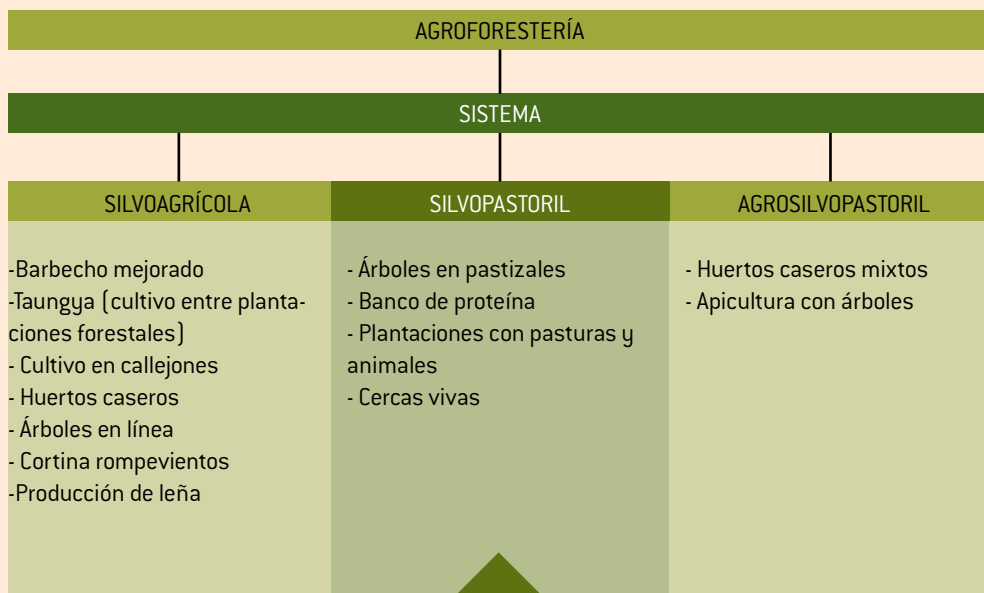 AGROFORESTERÍA
SISTEMA
SILVOAGRÍCOLA
-Barbecho mejorado
-Taungya (cultivo entre planta-
ciones forestales)
- Cultivo en callejones
- Huertos caseros
- Árboles en línea
- Cortina rompevientos
-Producción de leña
SILVOPASTORIL
- Árboles en pastizales
- Banco de proteína
- Plantaciones con pasturas y
animales
- Cercas vivas
AGROSILVOPASTORIL
- Huertos caseros mixtos
- Apicultura con árboles